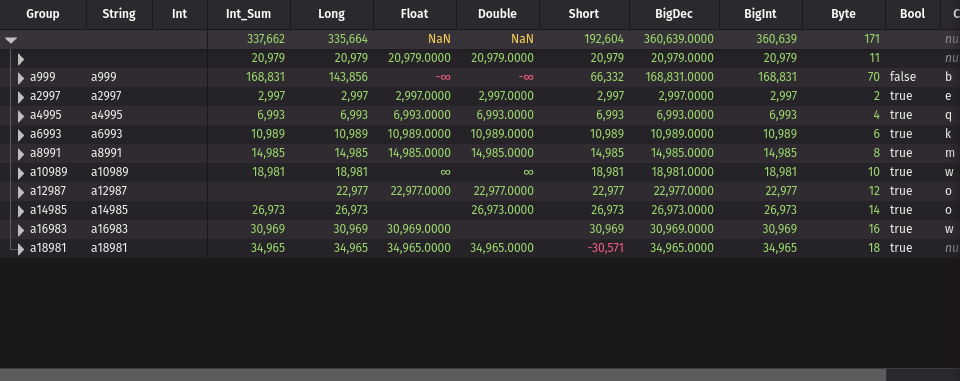 Group String Int Int_Sum Long Float Double Short BigDec BigInt Byte Bool C
337,662 335,664 NaN NaN 192,604 360,639.0000 360,639 171 nu
20,979 20,979 20,979.0000 20,979.0000 20,979 20,979.0000 20,979 11 nu
a999 a999 168,831 143,856 -∞ -∞ 66,332 168,831.0000 168,831 70 false b
a2997 a2997 2,997 2,997 2,997.0000 2,997.0000 2,997 2,997.0000 2,997 2 true e
a4995 a4995 6,993 6,993 6,993.0000 6,993.0000 6,993 6,993.0000 6,993 4 true q
a6993 a6993 10,989 10,989 10,989.0000 10,989.0000 10,989 10,989.0000 10,989 6 true k
a8991 a8991 14,985 14,985 14,985.0000 14,985.0000 14,985 14,985.0000 14,985 8 true m
a10989 a10989 18,981 18,981 ∞ ∞ 18,981 18,981.0000 18,981 10 true w
a12987 a12987 22,977 22,977.0000 22,977.0000 22,977 22,977.0000 22,977 12 true o
a14985 a14985 26,973 26,973 26,973.0000 26,973 26,973.0000 26,973 14 true o
a16983 a16983 30,969 30,969 30,969.0000 30,969 30,969.0000 30,969 16 true w
a18981 a18981 34,965 34,965 34,965.0000 34,965.0000 -30,571 34,965.0000 34,965 18 true nu